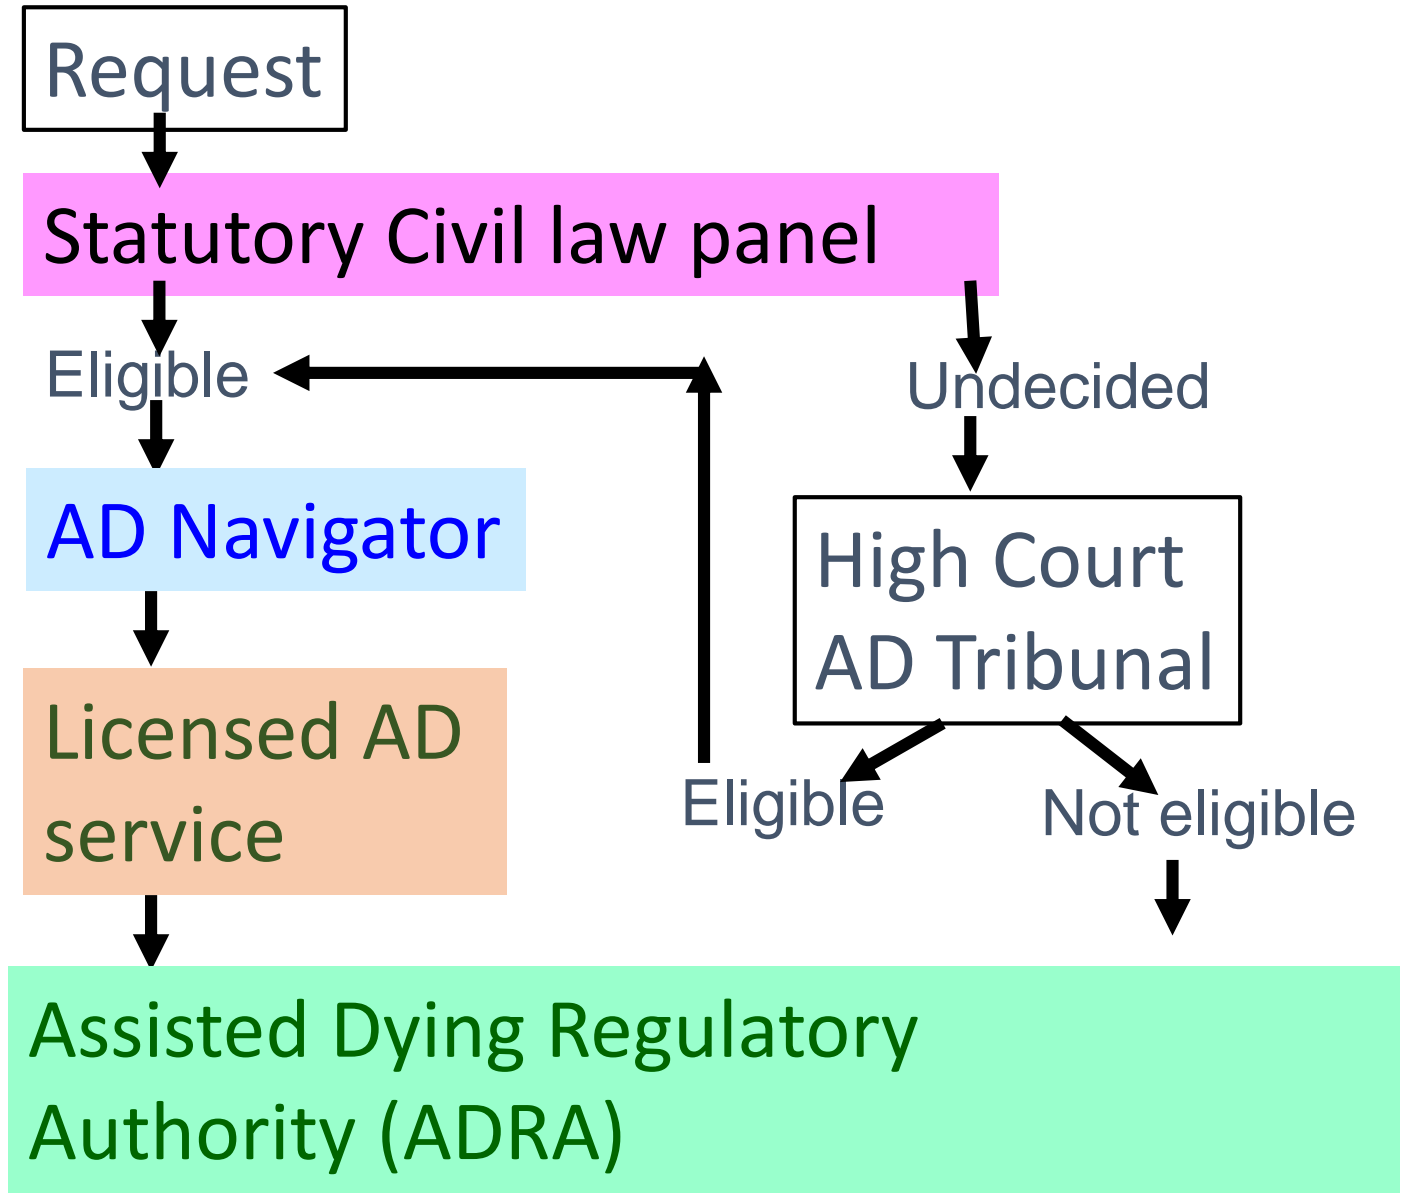 Request
Statutory Civil law panel
Eligible
Undecided
AD Navigator
High Court
AD Tribunal
Licensed AD
service
Eligible
Not eligible
Assisted Dying Regulatory
Authority (ADRA)